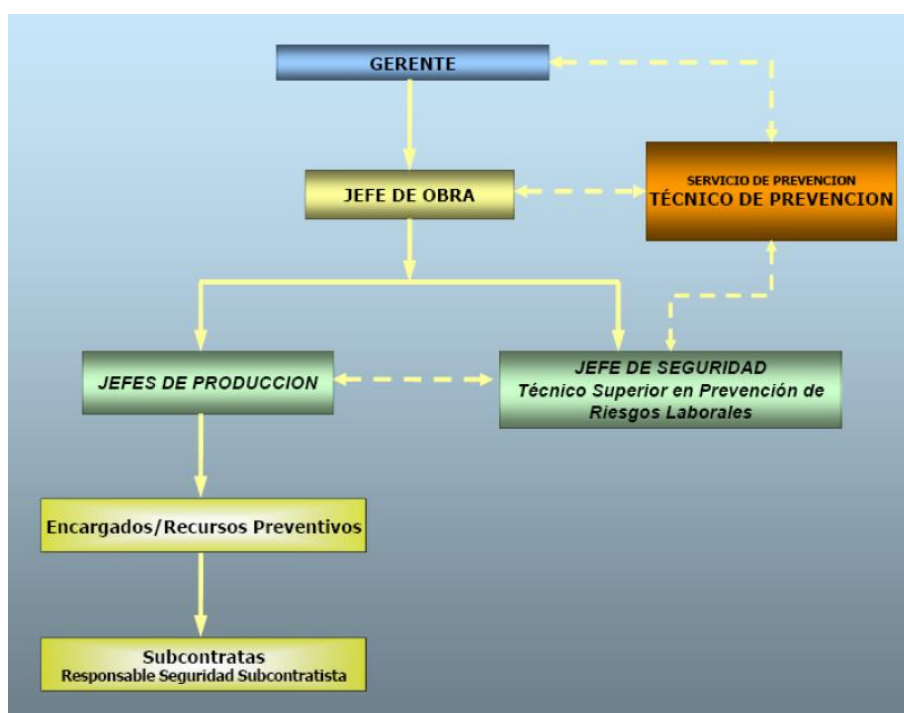 GERENTE
SERVICIO DE PREVENCION
TÉCNICO DE PREVENCION
JEFE DE OBRA
JEFES DE PRODUCCION
JEFE DE SEGURIDAD
Técnico Superior en Prevención de
Riesgos Laborales
Encargados/Recursos Preventivos
Subcontratas
Responsable Seguridad Subcontratista